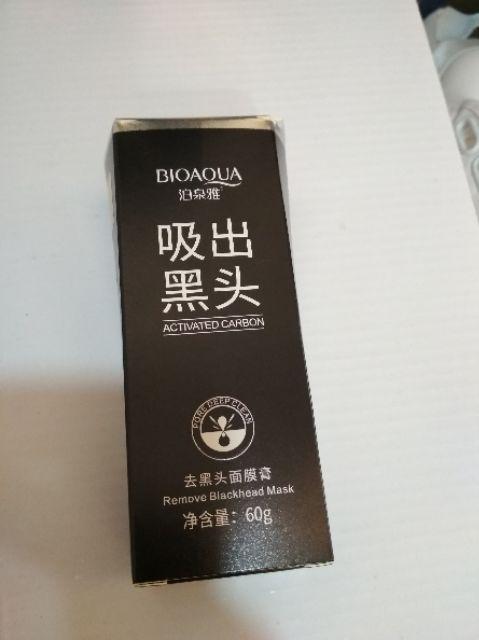 BIOAQUA
泊泉雅
吸出
黑头
ACTIVATED CARBON
PORE DEEP CLEAN
去黑头面膜膏
Remove Blackhead Mask
净含量：60g